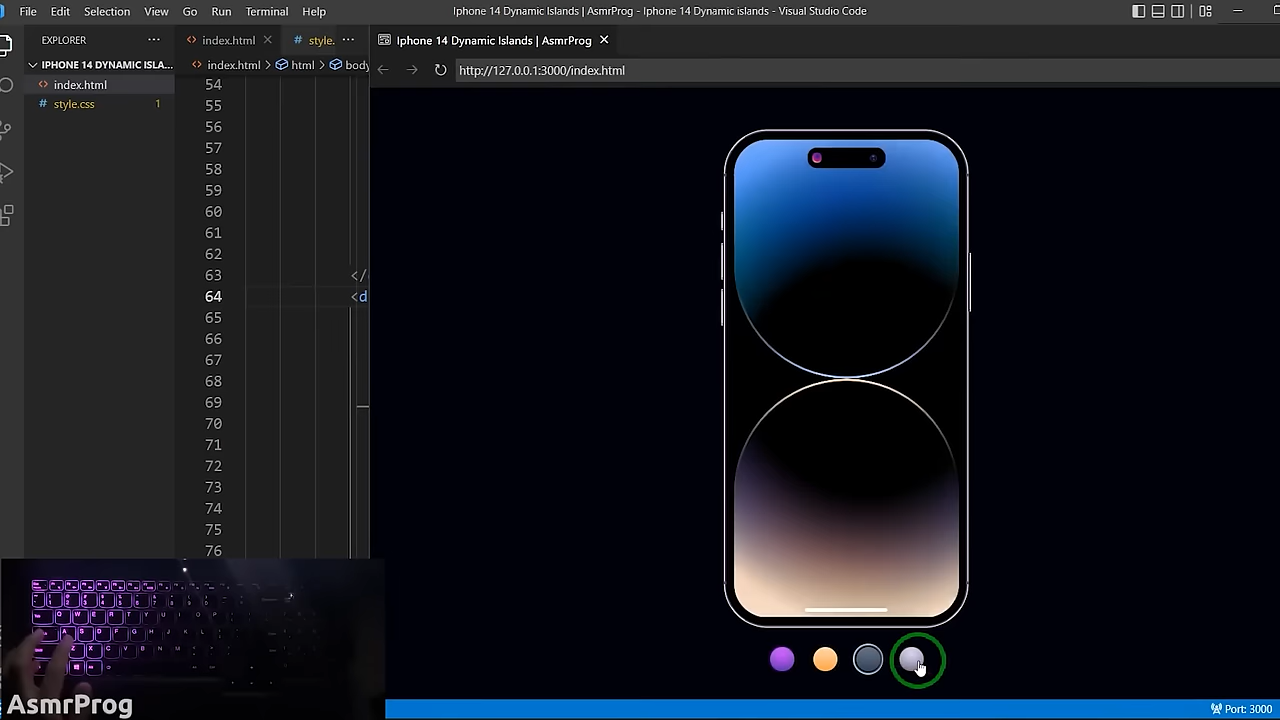 File Edit Selection View Go Run Terminal Help
Iphone 14 Dynamic Islands | AsmrProg - Iphone 14 Dynamic islands - Visual Studio Code
EXPLORER ...
IPHONE 14 DYNAMIC ISLA...
index.html
style.css 1
index.html style. ...
index.html > html > body
54
55
56
57
58
59
60
61
62
63 </
64 <d
65
66
67
68
69
70
71
72
73
74
75
76
Iphone 14 Dynamic Islands | AsmrProg
http://127.0.0.1:3000/index.html
AsmrProg
Port: 3000